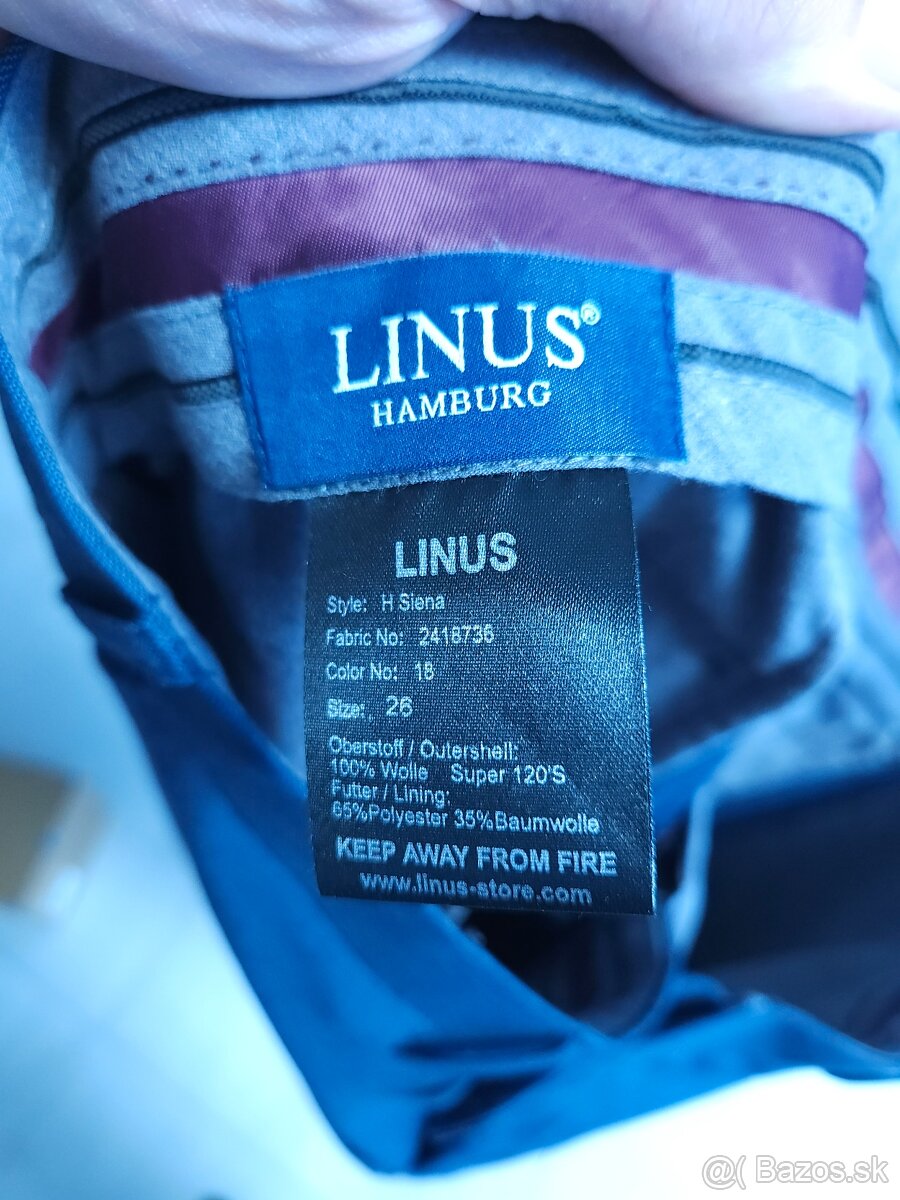 LINUS®
HAMBURG
LINUS
Style: H Siena
Fabric No: 2418736
Color No: 18
Size: 26
Oberstoff / Outershell:
100% Wolle Super 120'S
Futter / Lining:
65%Polyester 35%Baumwolle
KEEP AWAY FROM FIRE
www.linus-store.com
@( Bazos.sk